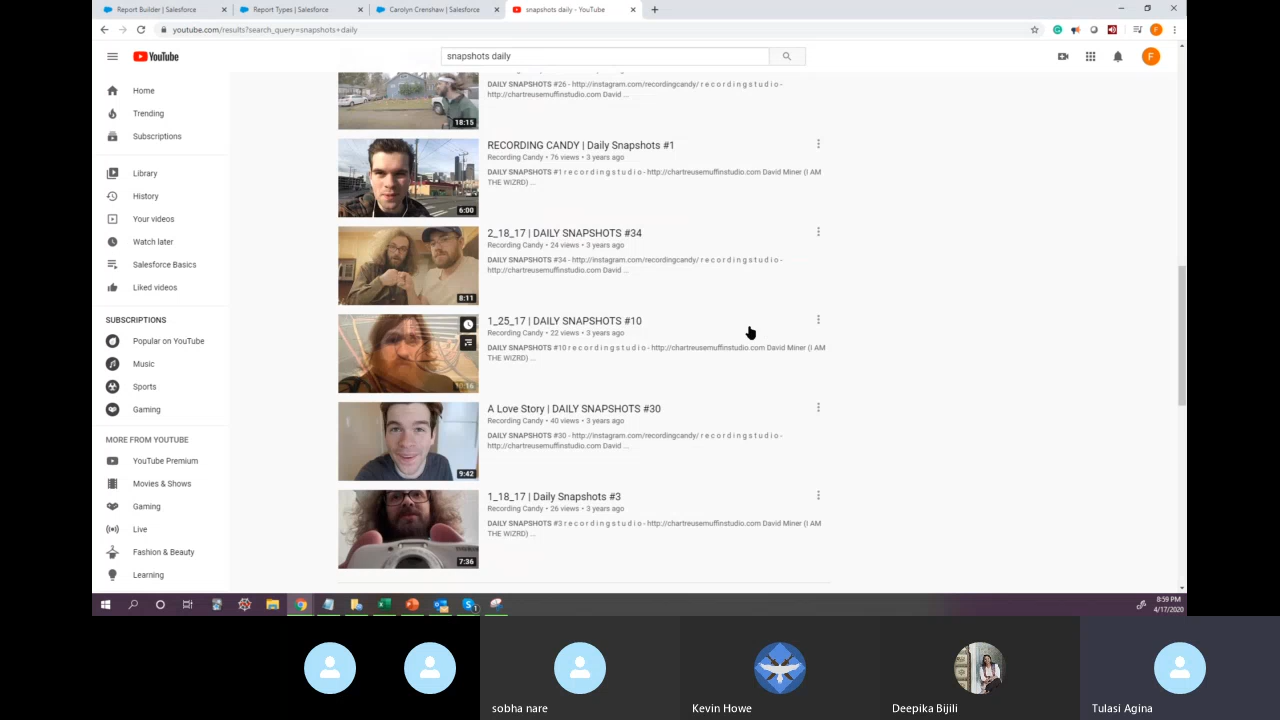 Report Builder | Salesforce
Report Types | Salesforce
Carolyn Crenshaw | Salesforce
snapshots daily - YouTube
youtube.com/results?search_query=snapshots+daily
F
YouTube
snapshots daily
F
Home
Trending
Subscriptions
Library
History
Your videos
Watch later
Salesforce Basics
Liked videos
SUBSCRIPTIONS
Popular on YouTube
Music
Sports
Gaming
MORE FROM YOUTUBE
YouTube Premium
Movies & Shows
Gaming
Live
Fashion & Beauty
Learning
DAILY SNAPSHOTS #26 - http://instagram.com/recordingcandy/ r e c o r d i n g s t u d i o -
http://chartreusemuffinstudio.com David ...
18:15
RECORDING CANDY | Daily Snapshots #1
Recording Candy • 76 views • 3 years ago
DAILY SNAPSHOTS #1 r e c o r d i n g s t u d i o - http://chartreusemuffinstudio.com David Miner (I AM
THE WIZRD) ...
6:00
2_18_17 | DAILY SNAPSHOTS #34
Recording Candy • 24 views • 3 years ago
DAILY SNAPSHOTS #34 - http://instagram.com/recordingcandy/ r e c o r d i n g s t u d i o -
http://chartreusemuffinstudio.com David ...
8:11
1_25_17 | DAILY SNAPSHOTS #10
Recording Candy • 22 views • 3 years ago
DAILY SNAPSHOTS #10 r e c o r d i n g s t u d i o - http://chartreusemuffinstudio.com David Miner (I AM
THE WIZRD) ...
10:16
A Love Story | DAILY SNAPSHOTS #30
Recording Candy • 40 views • 3 years ago
DAILY SNAPSHOTS #30 - http://instagram.com/recordingcandy/ r e c o r d i n g s t u d i o -
http://chartreusemuffinstudio.com David ...
9:42
1_18_17 | Daily Snapshots #3
Recording Candy • 26 views • 3 years ago
DAILY SNAPSHOTS #3 r e c o r d i n g s t u d i o - http://chartreusemuffinstudio.com David Miner (I AM
THE WIZRD) ...
7:36
8:59 PM
4/17/2020
sobha nare
Kevin Howe
Deepika Bijili
Tulasi Agina